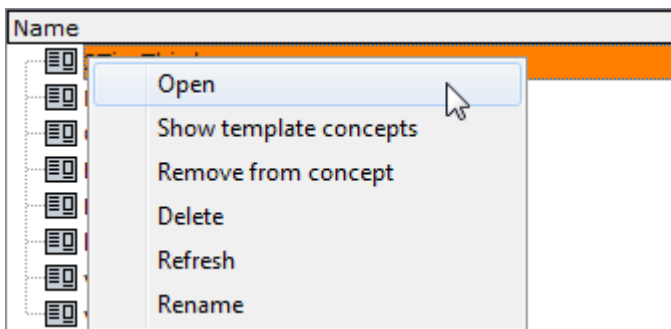 Name
Open
Show template concepts
Remove from concept
Delete
Refresh
Rename